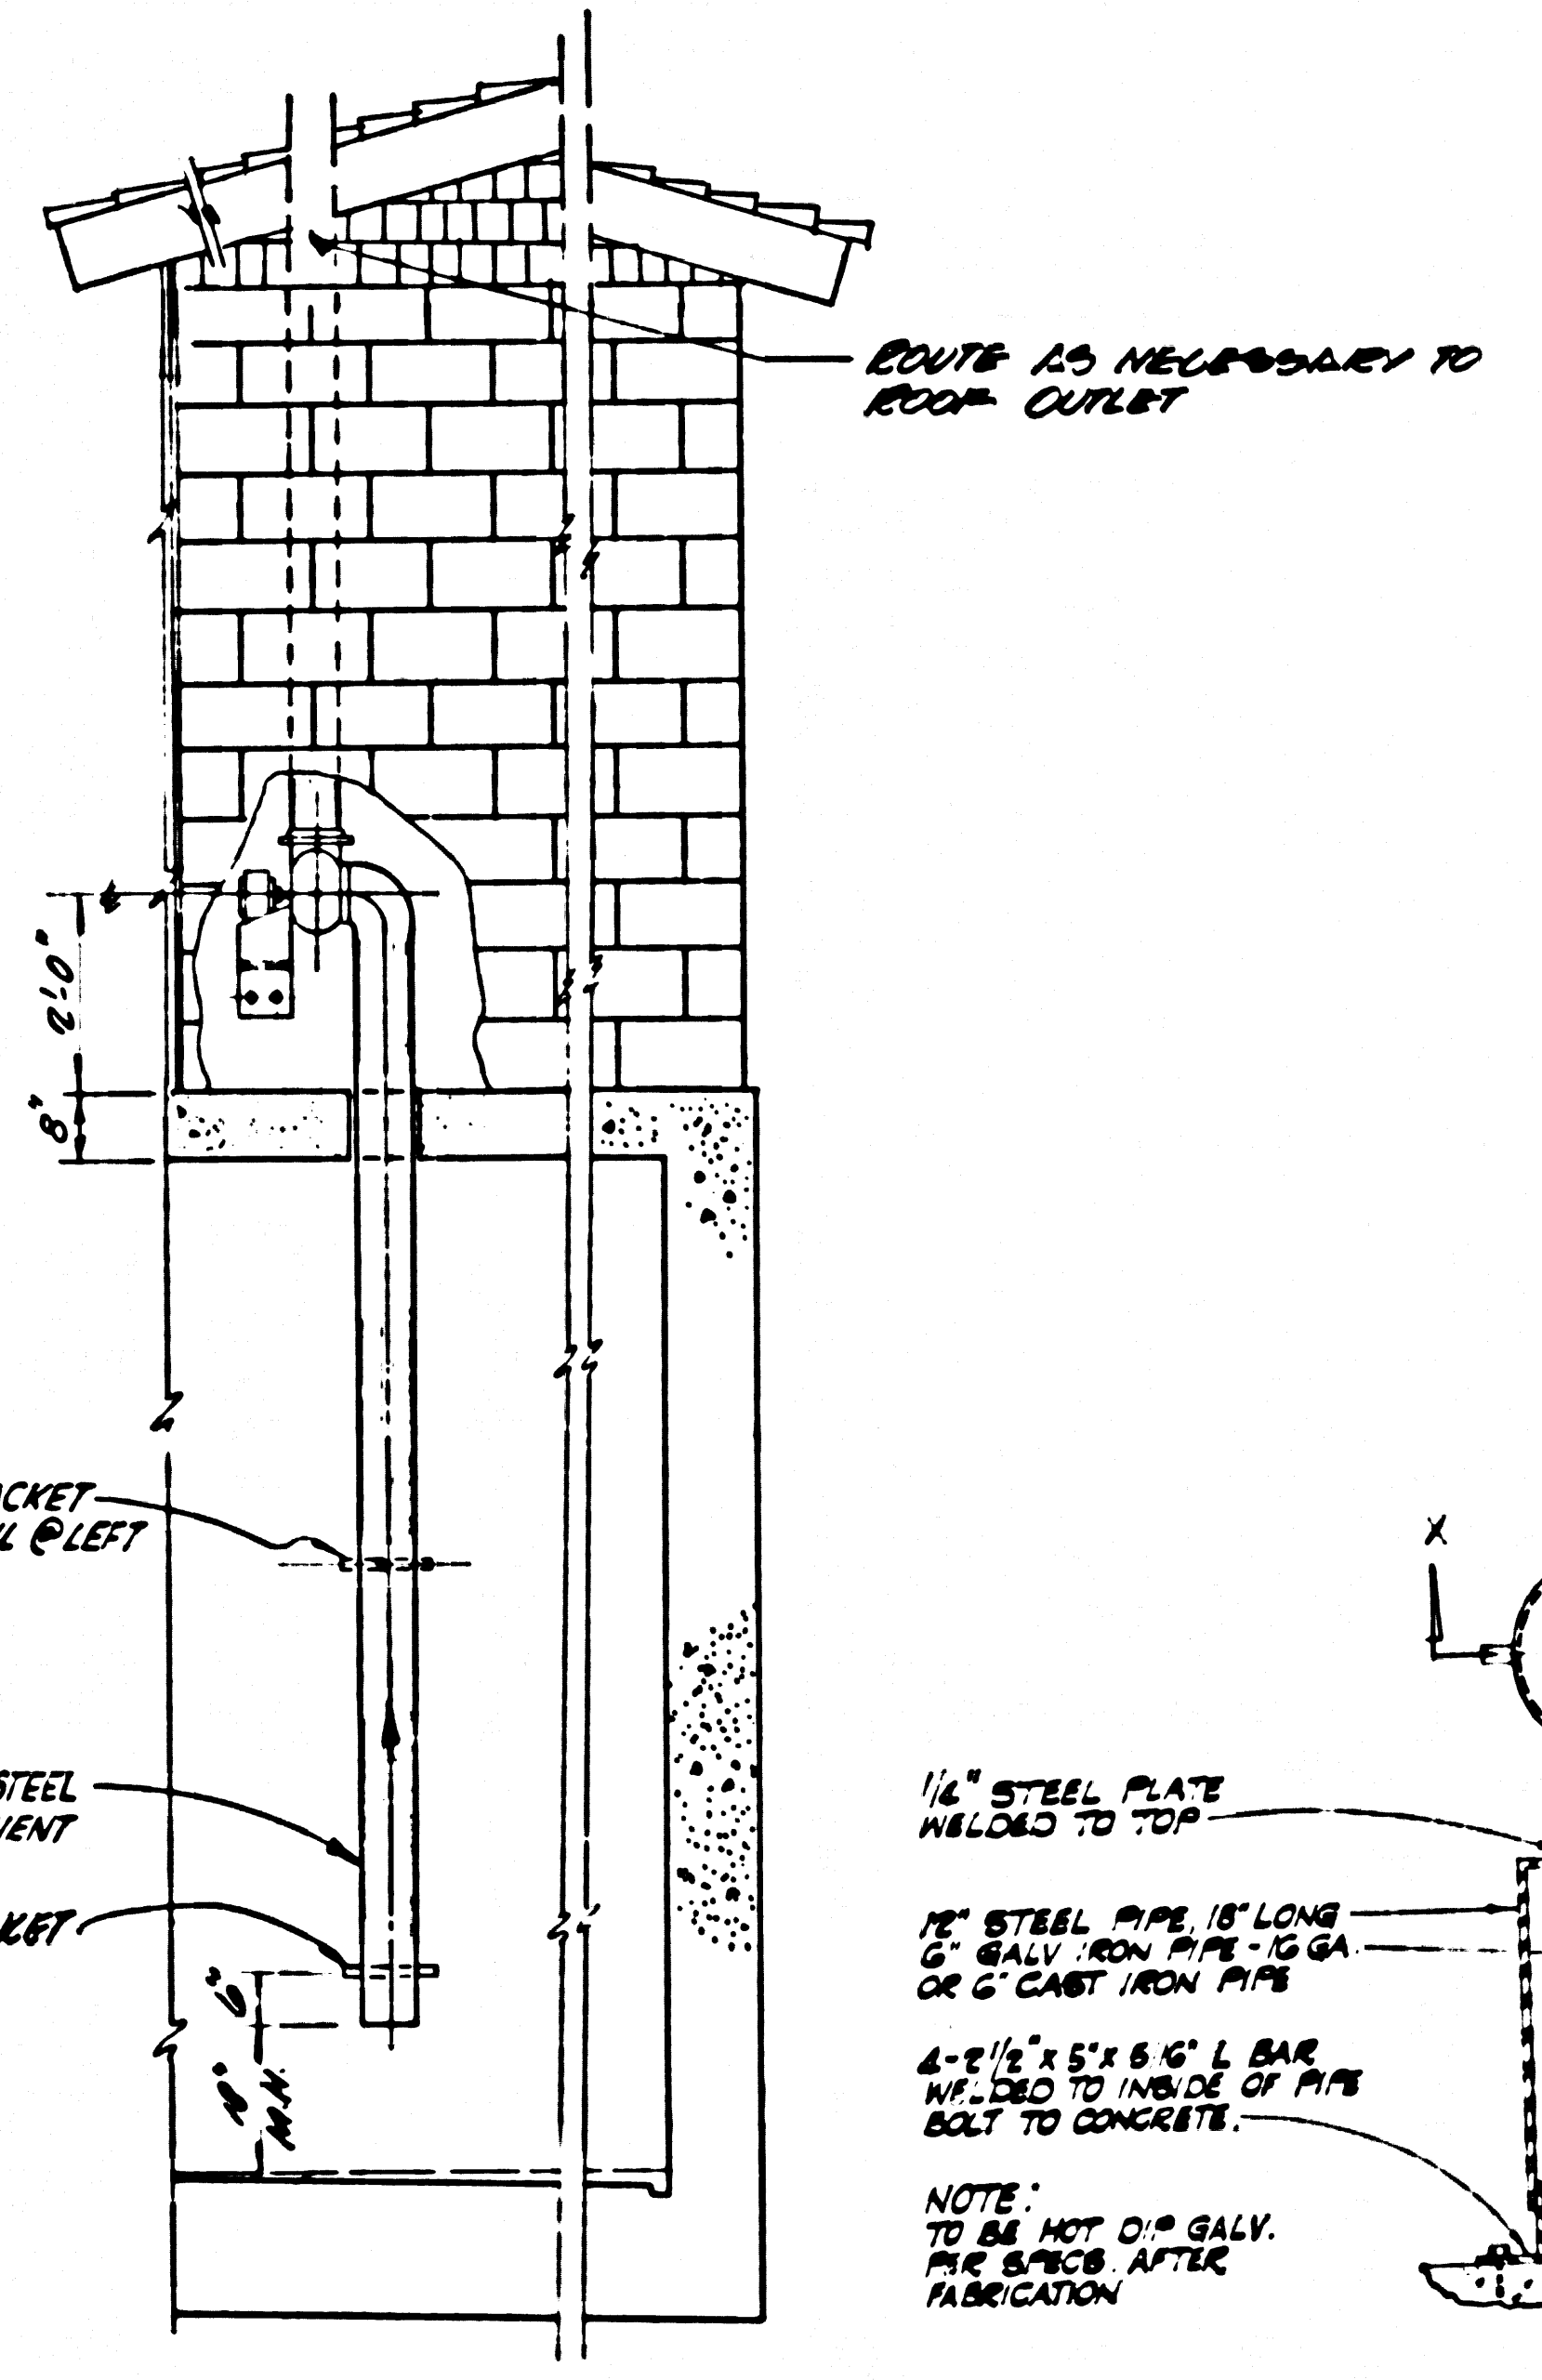 ROUTE AS NECESSARY TO
ROOF OUTLET
2'-0"
8"
@ LEFT
STEEL
6"
18"
MIN.
X
1/4" STEEL PLATE
WELDED TO TOP
12" STEEL PIPE, 18" LONG
6" GALV IRON PIPE - 16 GA.
OR 6" CAST IRON PIPE
4-2 1/2" x 5" x 5/16" L BAR
WELDED TO INSIDE OF PIPE
BOLT TO CONCRETE.
NOTE:
TO BE HOT DIP GALV.
PER SPECS. AFTER
FABRICATION